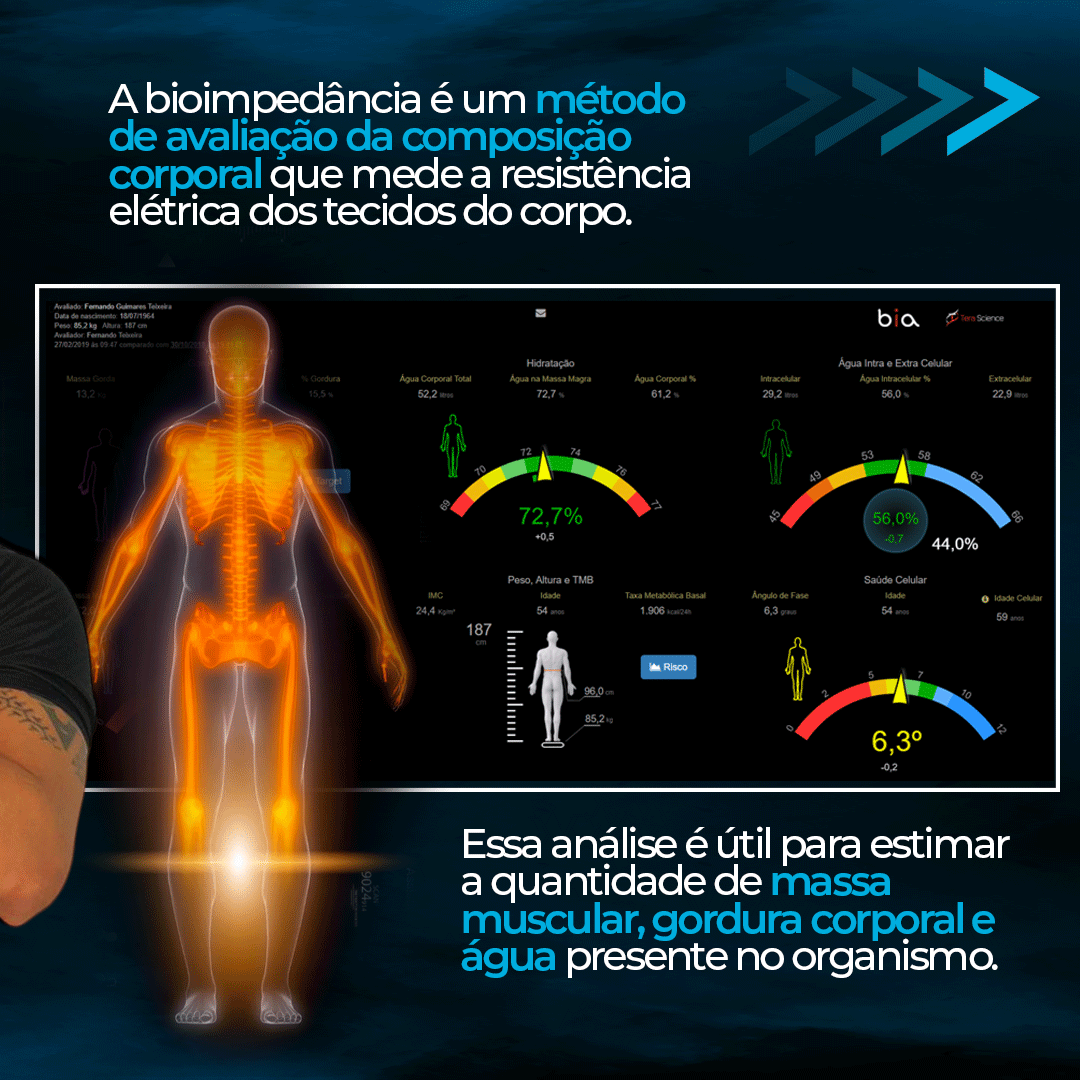 A bioimpedância é um método
de avaliação da composição
corporal que mede a resistência
elétrica dos tecidos do corpo.
Avaliado: Fernando Guimares Teixeira
Data de nascimento: 18/07/1964
Peso: 85,2 kg Altura: 187 cm
Avaliador: Fernando Teixeira
27/02/2019 às 09:47 comparado com
bia
Tera Science
Massa Gorda
13,2
% Gordura
15,5 %
Target
Hidratação
Água Corporal Total
52,2 litros
Água na Massa Magra
72,7 %
Água Corporal %
61,2 %
69 70 72 74 76 77
72,7%
+0,5
Água Intra e Extra Celular
Intracelular
29,2 litros
Água Intracelular %
56,0 %
Extracelular
22,9 litros
45 49 53 58 62 66
56,0%
-0,7
44,0%
Peso, Altura e TMB
IMC
24,4 Kg/m²
Idade
54 anos
Taxa Metabólica Basal
1.906 kcal/24h
187
cm
96,0 cm
85,2 kg
Risco
Saúde Celular
Ângulo de Fase
6,3 graus
Idade
54 anos
Idade Celular
59 anos
0 2 5 7 10 12
6,3º
-0,2
9024
Essa análise é útil para estimar
a quantidade de massa
muscular, gordura corporal e
água presente no organismo.